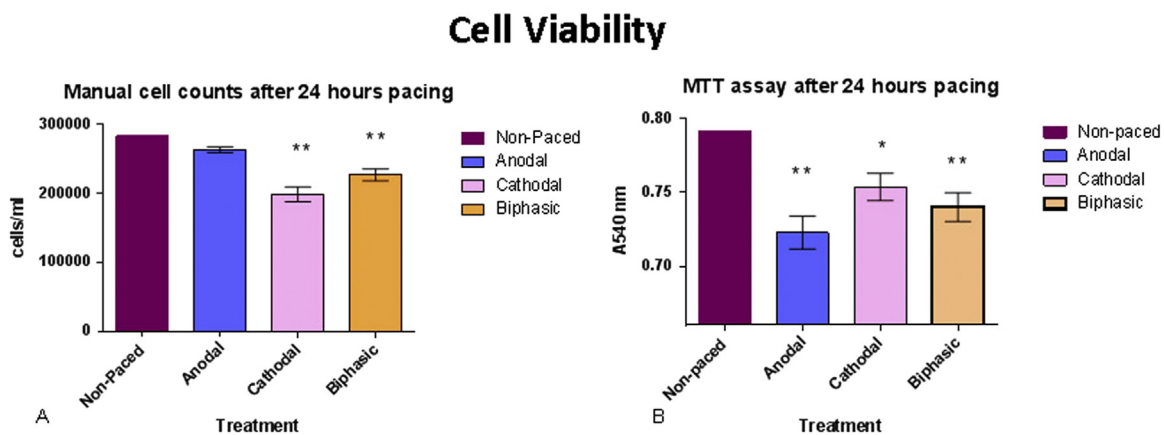 Cell Viability
Manual cell counts after 24 hours pacing
300000
200000
100000
0
cells/ml
**
**
Non-Paced
Anodal
Cathodal
Biphasic
Non-Paced
Anodal
Cathodal
Biphasic
Treatment
A
MTT assay after 24 hours pacing
0.80
0.75
0.70
A540nm
**
*
**
Non-paced
Anodal
Cathodal
Biphasic
Non-paced
Anodal
Cathodal
Biphasic
Treatment
B